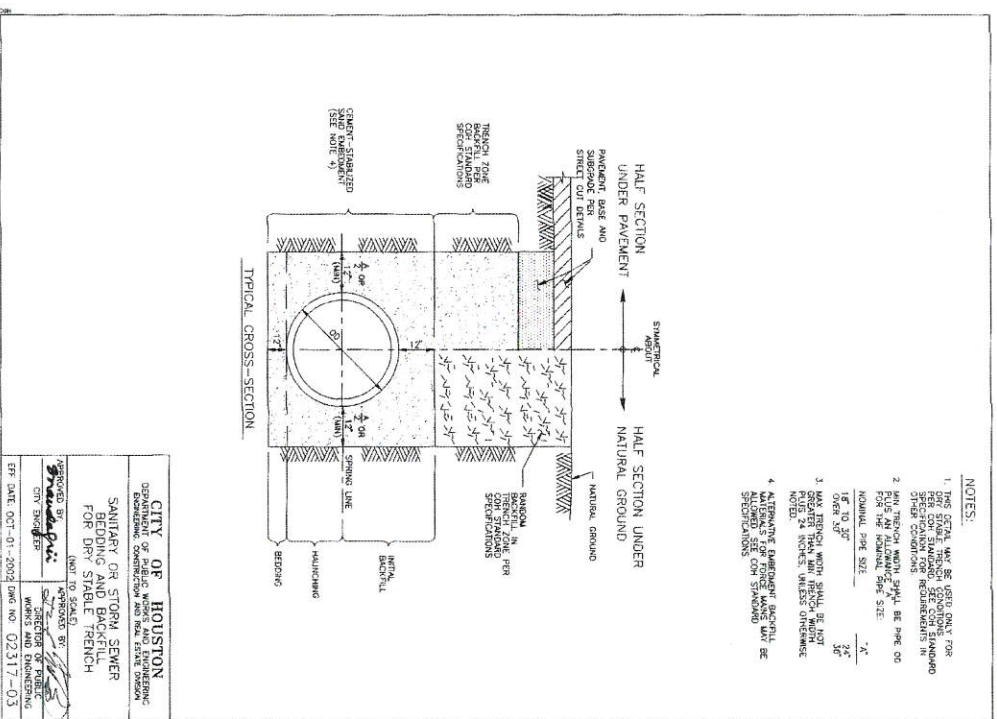 NOTES:
1. THIS DETAIL MAY BE USED ONLY FOR
DRY STABLE TRENCH CONDITIONS
PER COH STANDARD. SEE COH STANDARD
SPECIFICATION FOR REQUIREMENTS IN
OTHER CONDITIONS.
2 MIN TRENCH WIDTH SHALL BE PIPE OD
PLUS AN ALLOWANCE "A"
FOR THE NOMINAL PIPE SIZE:
NOMINAL PIPE SIZE "A"
18" TO 30" 24"
OVER 30" 36"
3. MAX TRENCH WIDTH SHALL BE NOT
GREATER THAN MIN TRENCH WIDTH
PLUS 24 INCHES, UNLESS OTHERWISE
NOTED.
4 ALTERNATIVE EMBEDMENT BACKFILL
MATERIALS FOR FORCE MAINS MAY BE
ALLOWED. SEE COH STANDARD
SPECIFICATIONS
SYMMETRICAL
ABOUT
HALF SECTION
UNDER PAVEMENT
HALF SECTION UNDER
NATURAL GROUND
PAVEMENT, BASE AND
SUBGRADE PER
STREET CUT DETAILS
NATURAL GROUND
TRENCH ZONE
BACKFILL PER
COH STANDARD
SPECIFICATIONS
RANDOM
BACKFILL IN
TRENCH ZONE PER
COH STANDARD
SPECIFICATIONS
CEMENT-STABILIZED
SAND EMBEDMENT
(SEE NOTE 4)
12"
A/2 OR
12"
(MIN)
OD
A/2 OR
12"
(MIN)
SPRING LINE
12"
INITIAL
BACKFILL
HAUNCHING
BEDDING
TYPICAL CROSS-SECTION
CITY OF HOUSTON
DEPARTMENT OF PUBLIC WORKS AND ENGINEERING
ENGINEERING, CONSTRUCTION AND REAL ESTATE DIVISION
SANITARY OR STORM SEWER
BEDDING AND BACKFILL
FOR DRY STABLE TRENCH
(NOT TO SCALE)
APPROVED BY:
CITY ENGINEER
APPROVED BY:
DIRECTOR OF PUBLIC
WORKS AND ENGINEERING
EFF DATE: OCT-01-2002
DWG NO: 02317-03